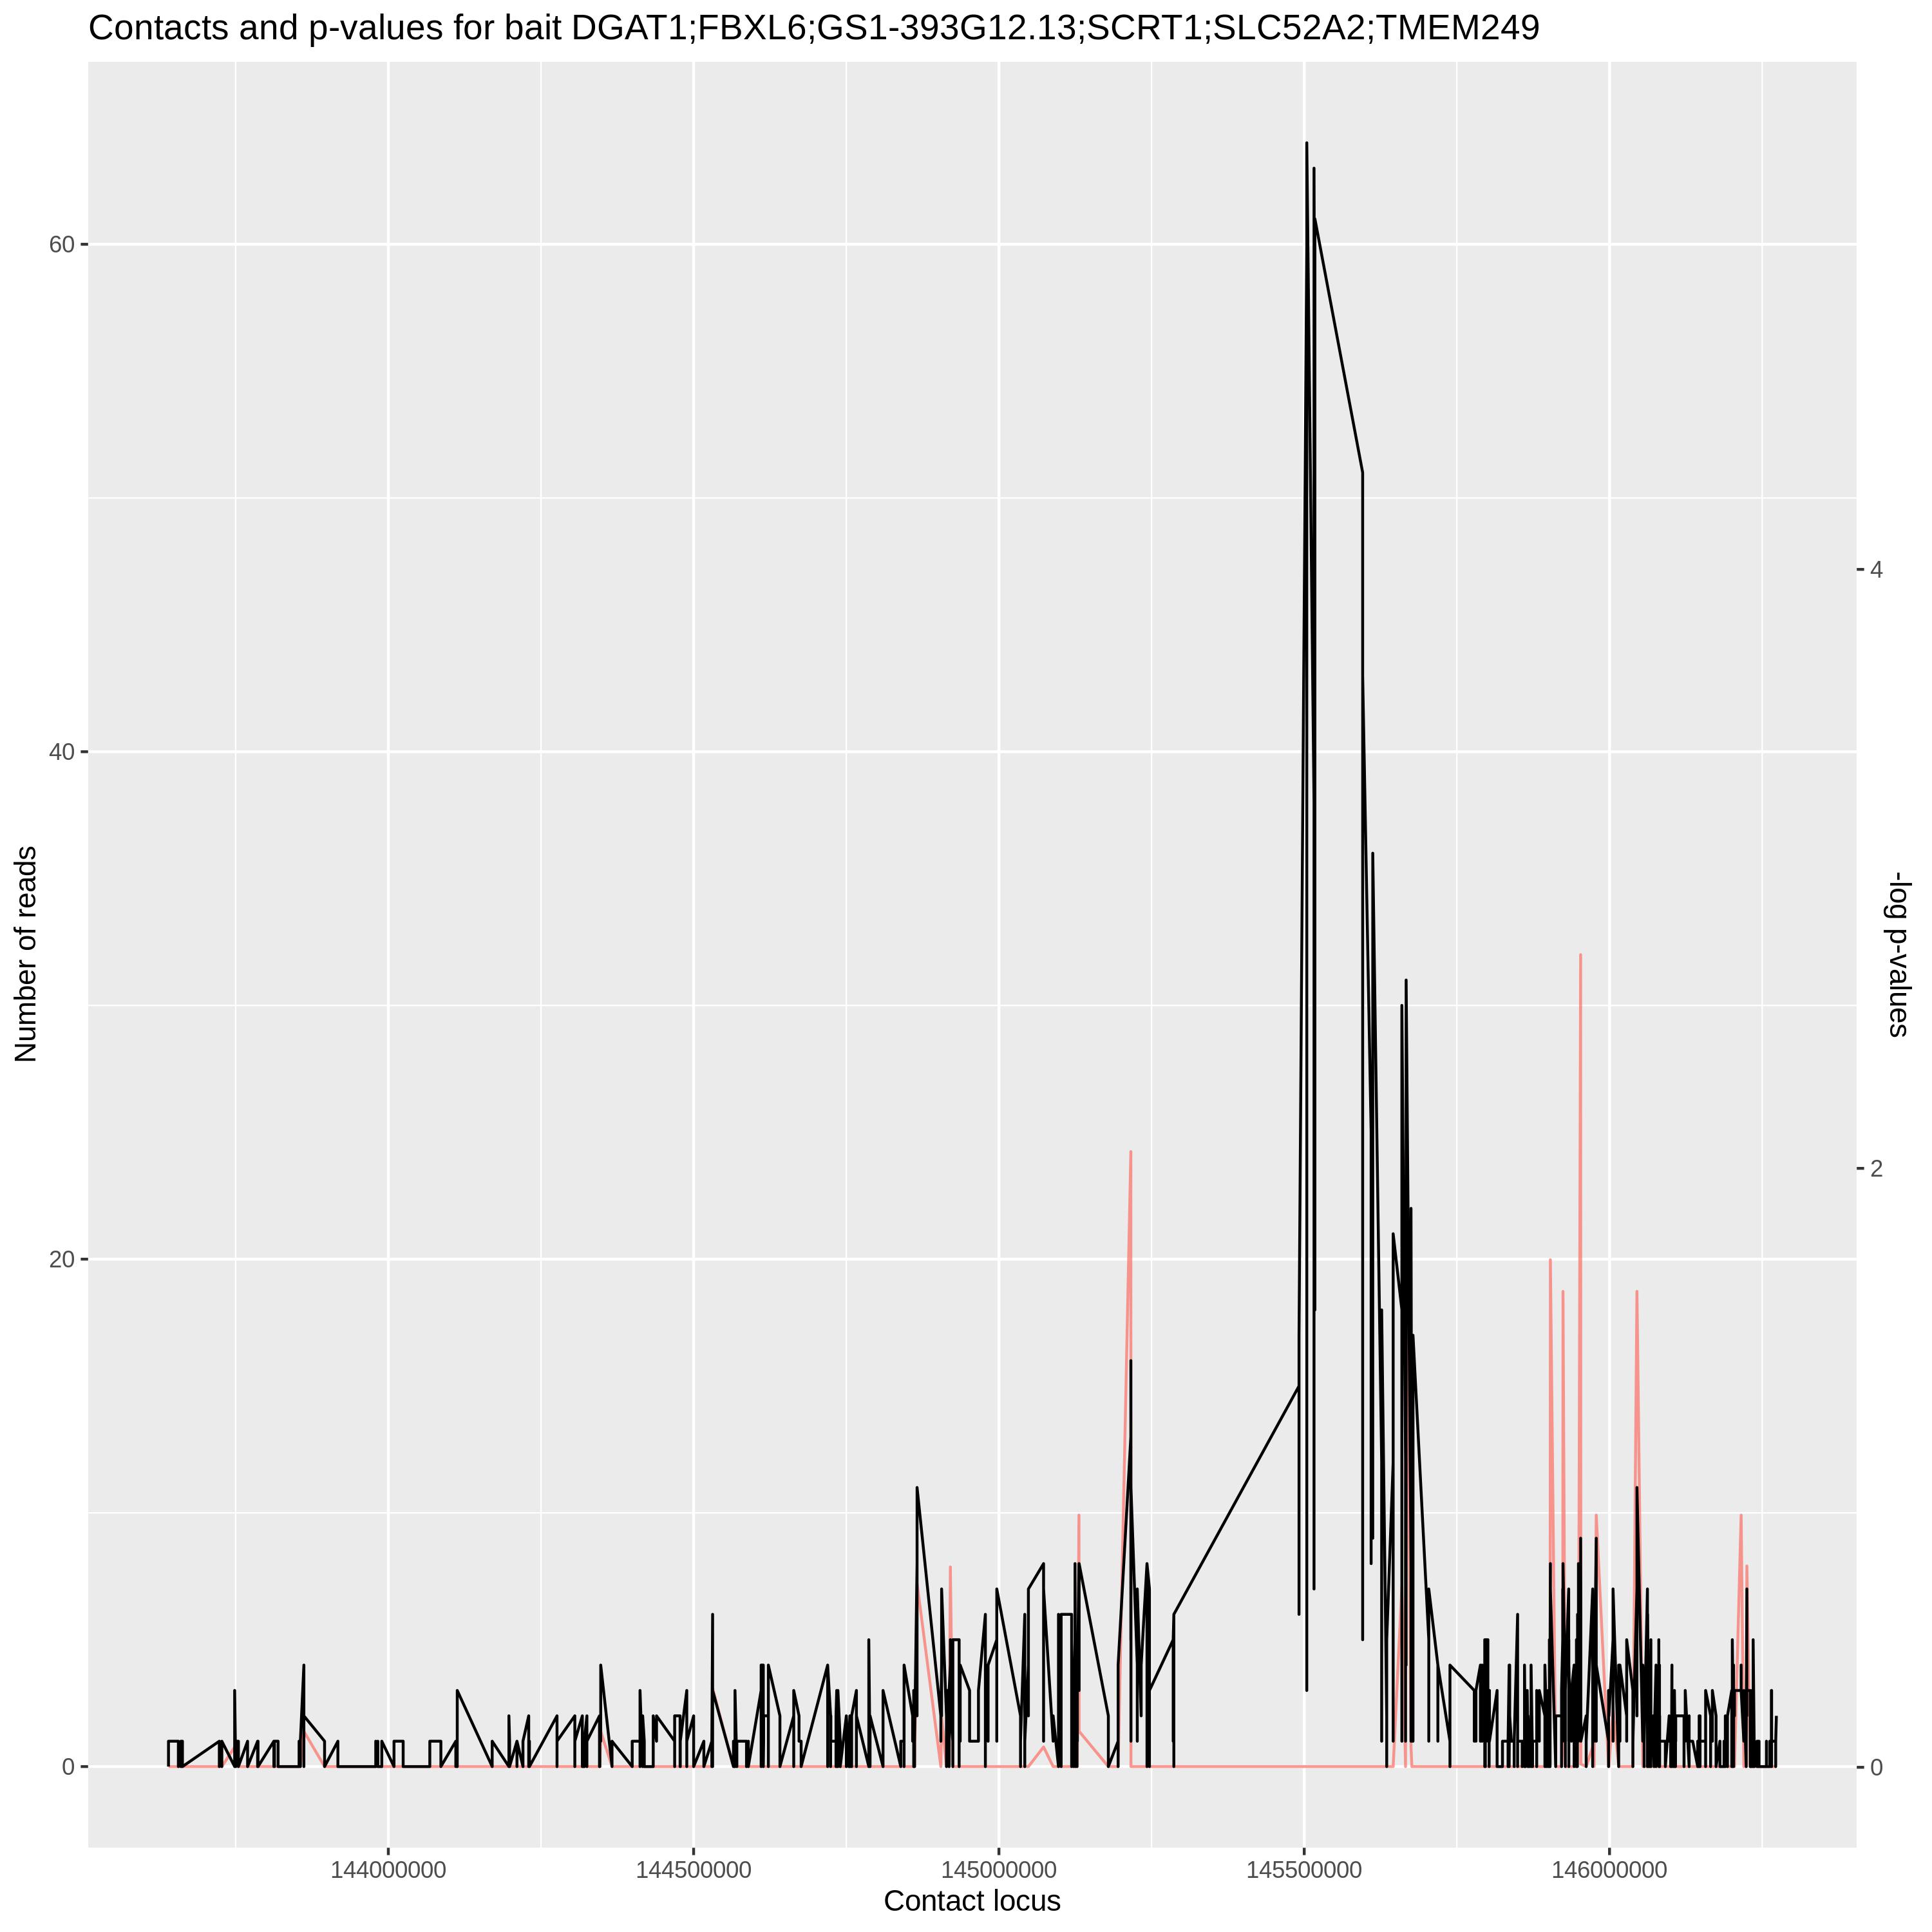 Contacts and p-values for bait DGAT1;FBXL6;GS1-393G12.13;SCRT1;SLC52A2;TMEM249
60
40
20
0
Number of reads
4
2
0
-log p-values
144000000 144500000 145000000 145500000 146000000
Contact locus